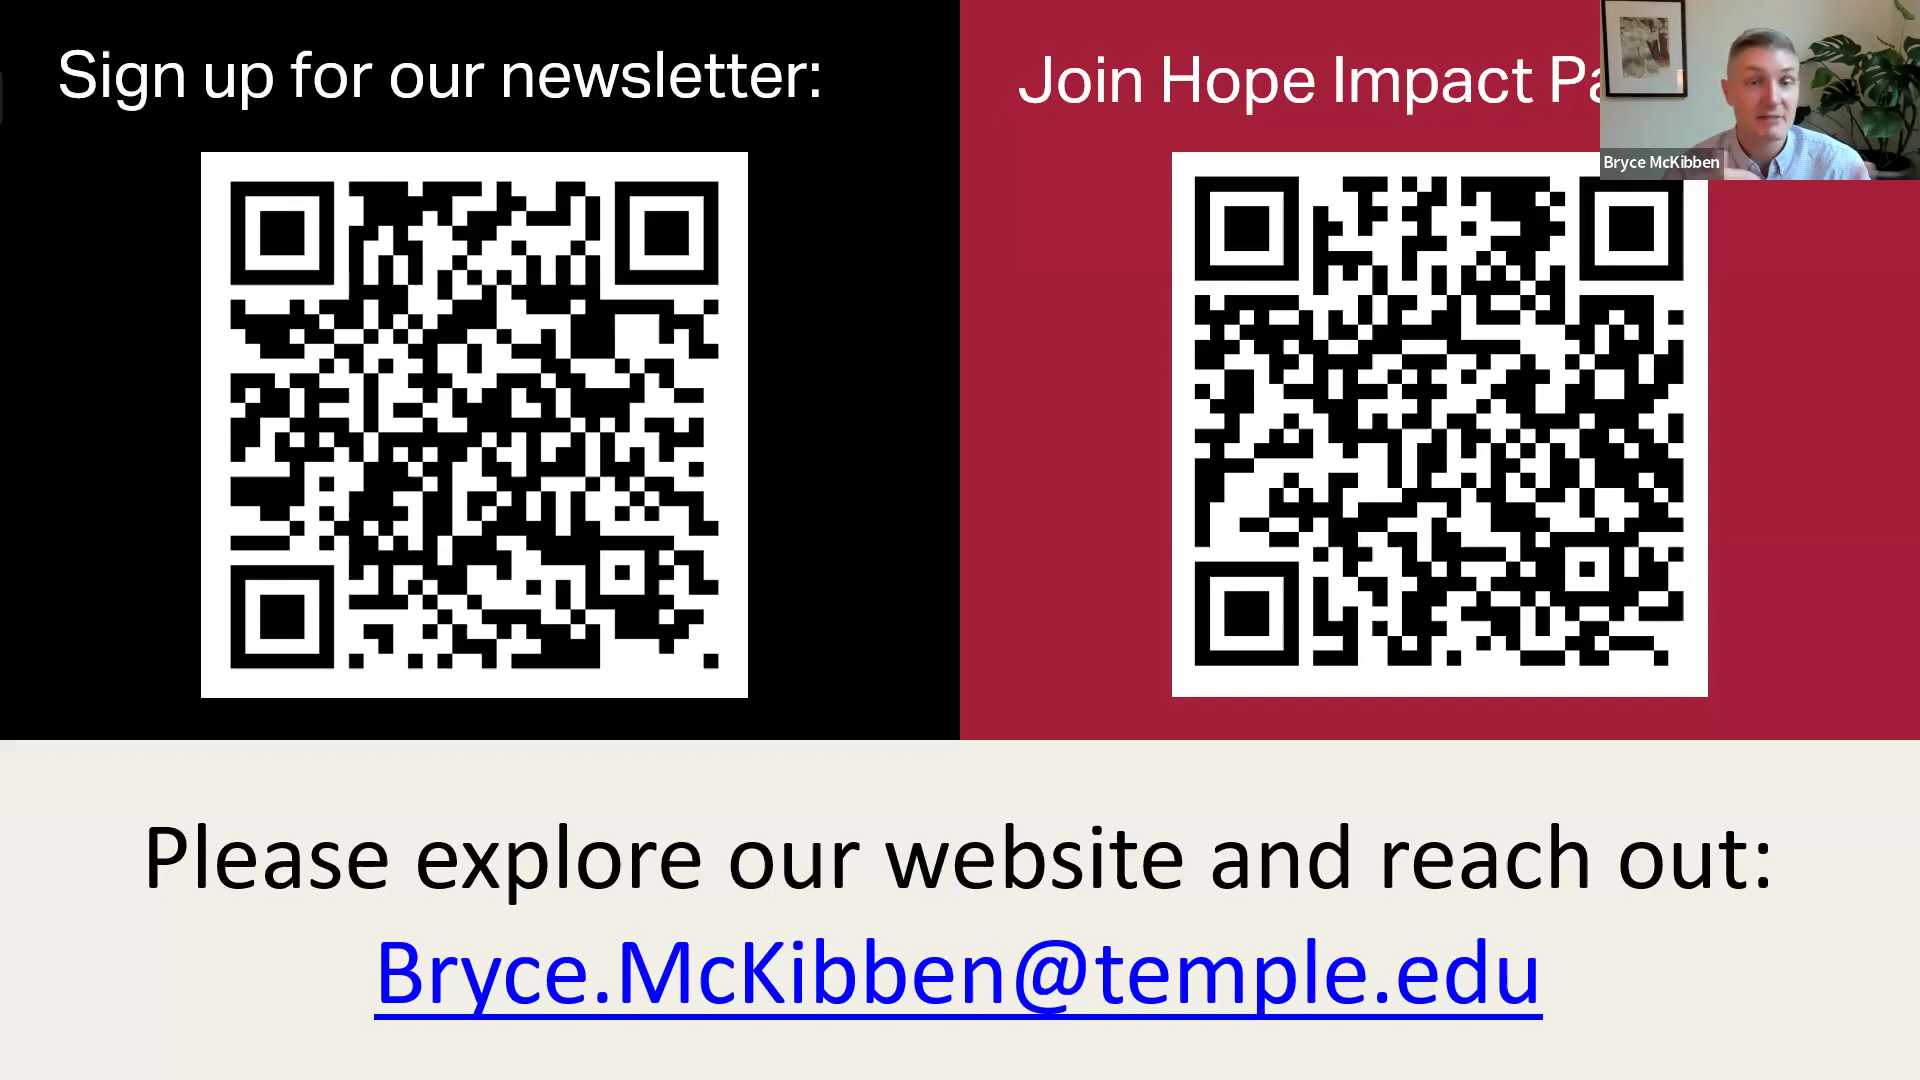 Sign up for our newsletter:
Join Hope Impact
Bryce McKibben
Please explore our website and reach out:
Bryce.McKibben@temple.edu